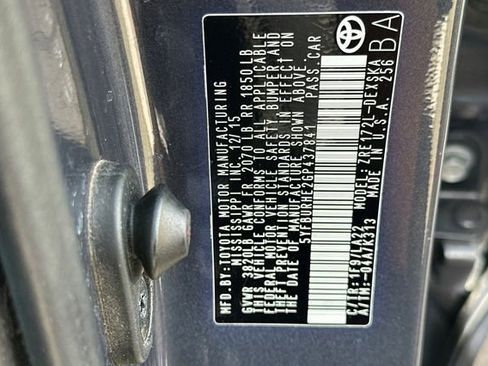 MFD.BY:TOYOTA MOTOR MANUFACTURING
MISSISSIPPI INC. 12/15
GVWR 3820LB GAWR FR 2070 LB RR 1850LB
THIS VEHICLE CONFORMS TO ALL APPLICABLE
FEDERAL MOTOR VEHICLE SAFETY,BUMPER AND
THEFT PREVENTION STANDARDS IN EFFECT ON
THE DATE OF MANUFACTURE SHOWN ABOVE.
5YFBURHE2GP437841 PASS.CAR
C/TR:1F9/LA22 MODEL:ZRE172L-DEXSKA
A/TM:-04A/K313 MADE IN U.S.A. 256
BA